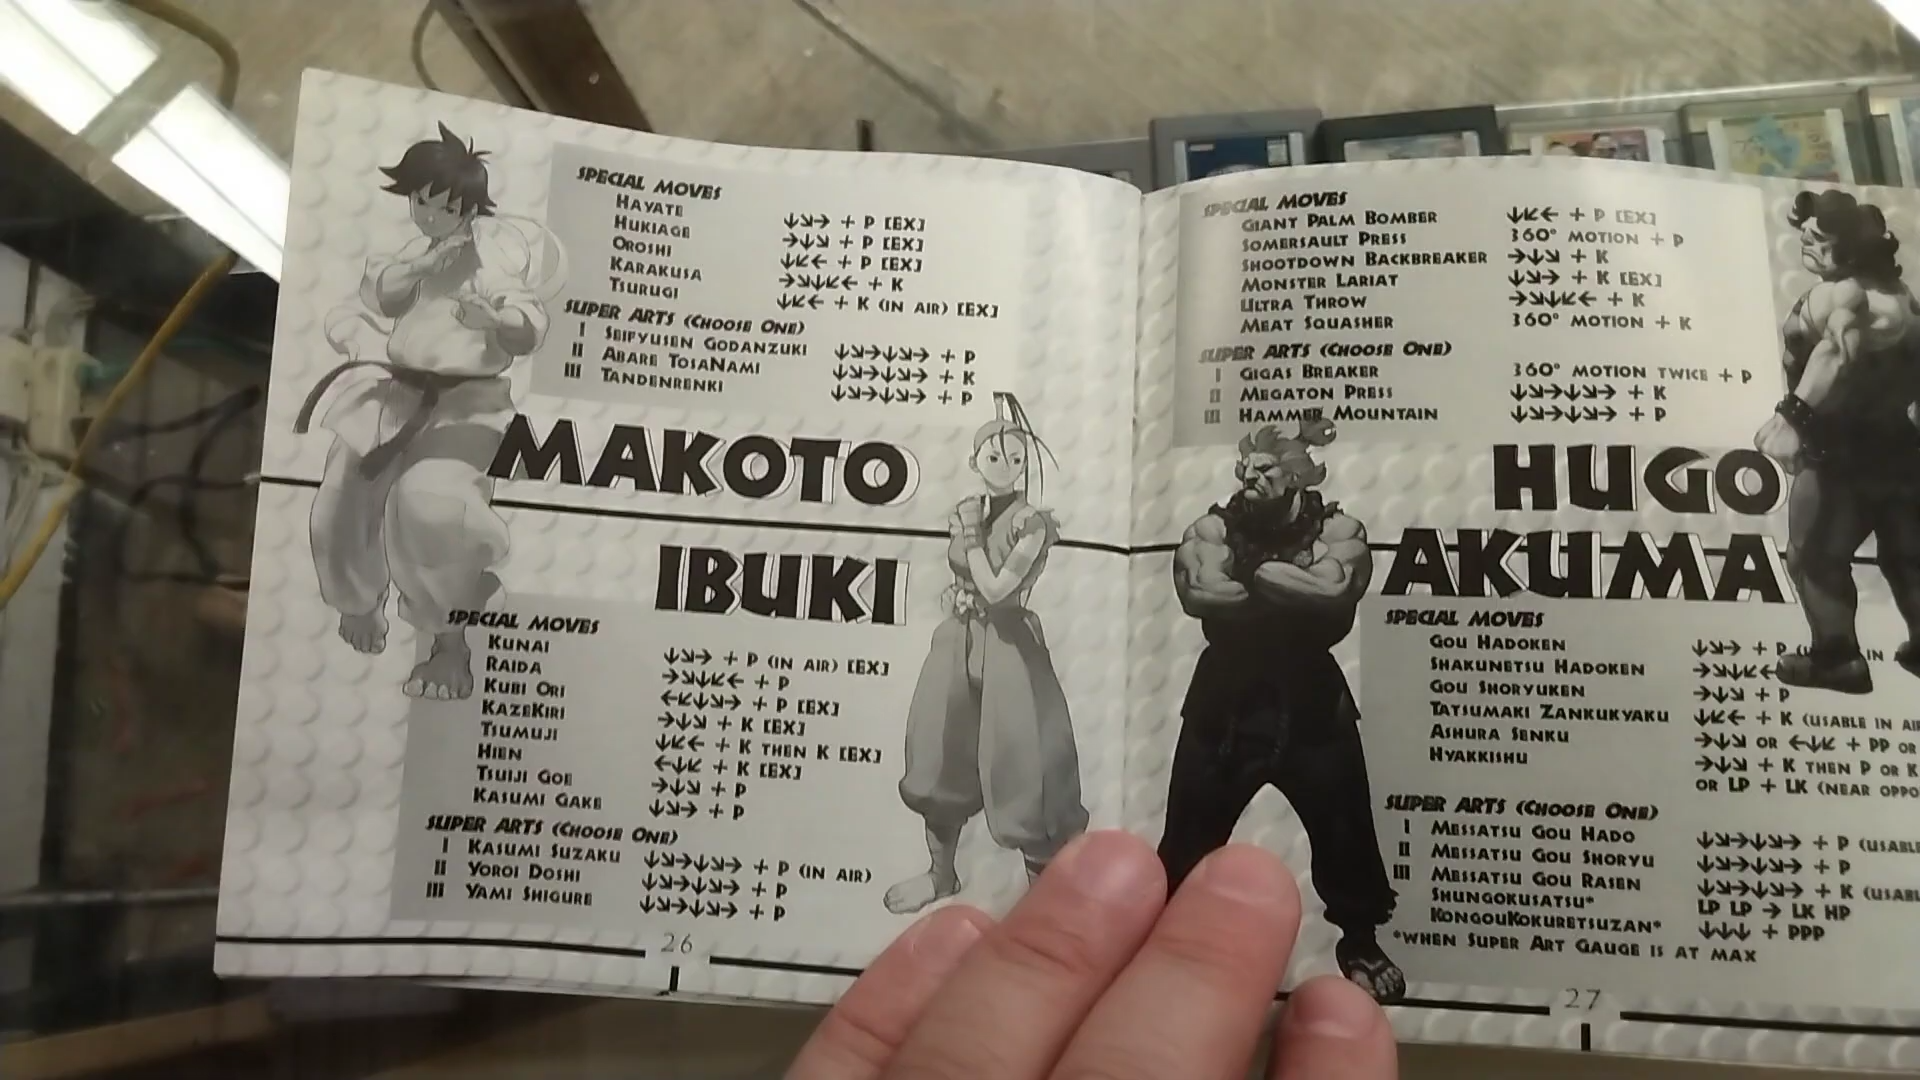 SPECIAL MOVES
HAYATE ↓↘→ + P [EX]
HUKIAGE →↓↘ + P [EX]
OROSHI ↓↙← + P [EX]
KARAKUSA →↘↓↙← + K
TSURUGI ↓↙← + K (IN AIR) [EX]
SUPER ARTS (CHOOSE ONE)
I SEIFYUSEN GODANZUKI ↓↘→↓↘→ + P
II ABARE TOSANAMI ↓↘→↓↘→ + K
III TANDENRENKI ↓↘→↓↘→ + P
MAKOTO
IBUKI
SPECIAL MOVES
KUNAI ↓↘→ + P (IN AIR) [EX]
RAIDA →↘↓↙← + P
KUBI ORI ←↙↓↘→ + P [EX]
KAZEKIRI →↓↘ + K [EX]
TSUMUJI ↓↙← + K THEN K [EX]
HIEN ←↓↙ + K [EX]
TSUIJI GOE →↓↘ + P
KASUMI GAKE ↓↘→ + P
SUPER ARTS (CHOOSE ONE)
I KASUMI SUZAKU ↓↘→↓↘→ + P (IN AIR)
II YOROI DOSHI ↓↘→↓↘→ + P
III YAMI SHIGURE ↓↘→↓↘→ + P
26
SPECIAL MOVES
GIANT PALM BOMBER ↓↙← + P [EX]
SOMERSAULT PRESS 360° MOTION + P
SHOOTDOWN BACKBREAKER →↓↘ + K
MONSTER LARIAT ↓↘→ + K [EX]
ULTRA THROW →↘↓↙← + K
MEAT SQUASHER 360° MOTION + K
SUPER ARTS (CHOOSE ONE)
I GIGAS BREAKER 360° MOTION TWICE + P
II MEGATON PRESS ↓↘→↓↘→ + K
III HAMMER MOUNTAIN ↓↘→↓↘→ + P
HUGO
AKUMA
SPECIAL MOVES
GOU HADOKEN ↓↘→ + P IN
SHAKUNETSU HADOKEN →↘↓↙←
GOU SHORYUKEN →↓↘ + P
TATSUMAKI ZANKUKYAKU ↓↙← + K (USABLE IN
ASHURA SENKU →↓↘ OR ←↓↙ + PP OR
HYAKKISHU →↓↘ + K THEN P OR K
OR LP + LK (NEAR
SUPER ARTS (CHOOSE ONE)
I MESSATSU GOU HADO ↓↘→↓↘→ + P (USABLE
II MESSATSU GOU SHORYU ↓↘→↓↘→ + P
III MESSATSU GOU RASEN ↓↘→↓↘→ + K
SHUNGOKUSATSU* LP LP → LK HP
KONGOUKOKURETSUZAN* ↓↓↓ + PPP
*WHEN SUPER ART GAUGE IS AT MAX
27